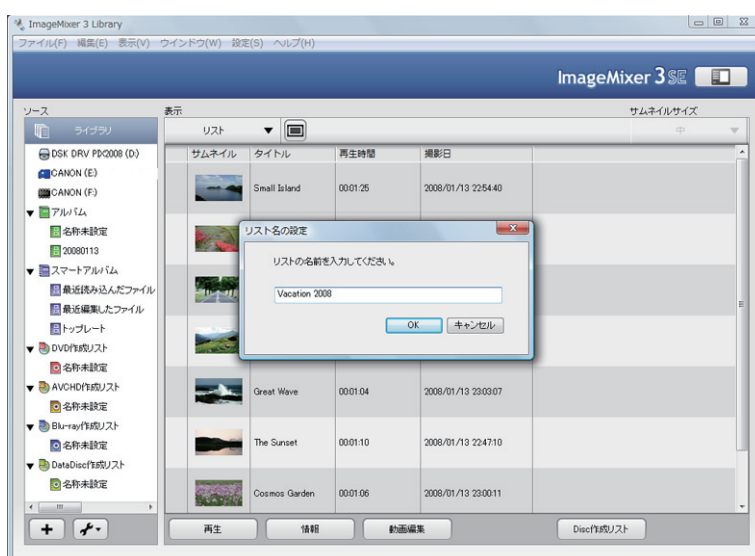 ImageMixer 3 Library
ファイル(F) 編集(E) 表示(V) ウインドウ(W) 設定(S) ヘルプ(H)
ImageMixer 3 SE
ソース 表示 サムネイルサイズ
ライブラリ リスト 中
サムネイル タイトル 再生時間 撮影日
DSK DRV PDC2008 (D:)
CANON (E:)
CANON (F:)
Small Island 00:01:25 2008/01/13 22:54:40
アルバム
名称未設定
20080113
リスト名の設定
リストの名前を入力してください。
Vacation 2008
OK キャンセル
スマートアルバム
最近読み込んだファイル
最近編集したファイル
トップレート
DVD作成リスト
名称未設定
AVCHD作成リスト
名称未設定
Great Wave 00:01:04 2008/01/13 23:03:07
Blu-ray作成リスト
名称未設定
The Sunset 00:01:10 2008/01/13 22:47:10
DataDisc作成リスト
名称未設定
Cosmos Garden 00:01:06 2008/01/13 23:00:11
再生 情報 動画編集 Disc作成リスト